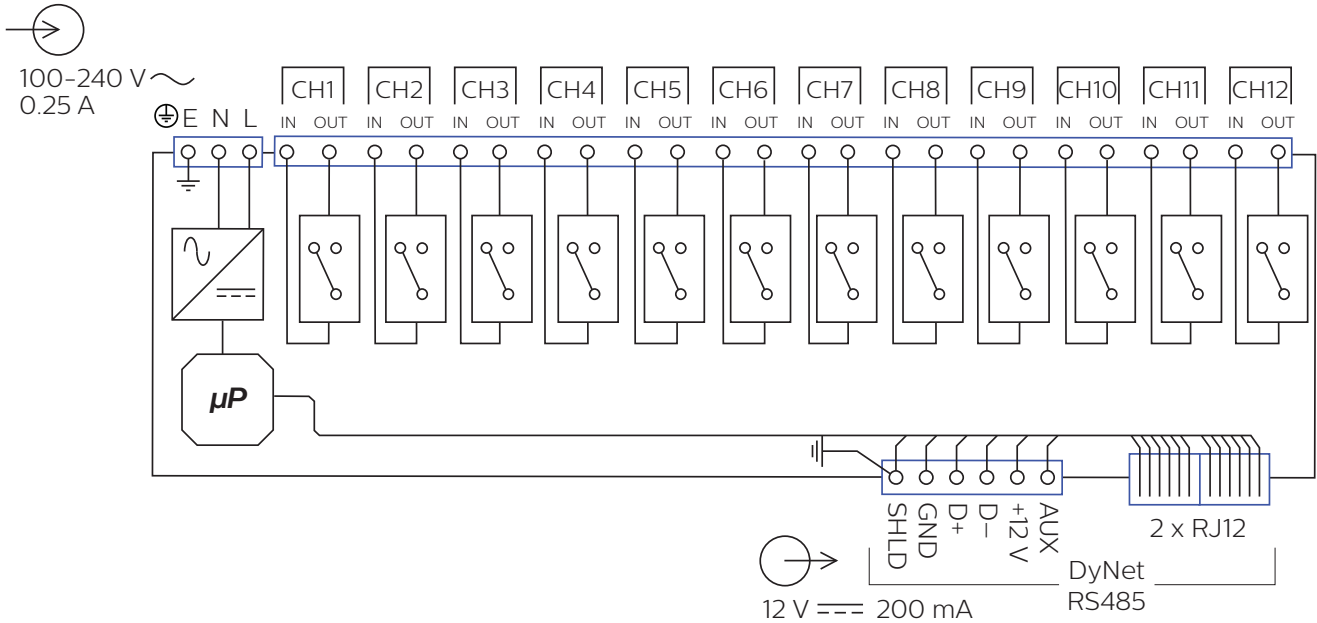 100-240 V
0.25 A
E N L
CH1 CH2 CH3 CH4 CH5 CH6 CH7 CH8 CH9 CH10 CH11 CH12
IN OUT IN OUT IN OUT IN OUT IN OUT IN OUT IN OUT IN OUT IN OUT IN OUT IN OUT IN OUT
µP
SHLD
GND
D+
D-
+12 V
AUX
2 x RJ12
DyNet
RS485
12 V 200 mA